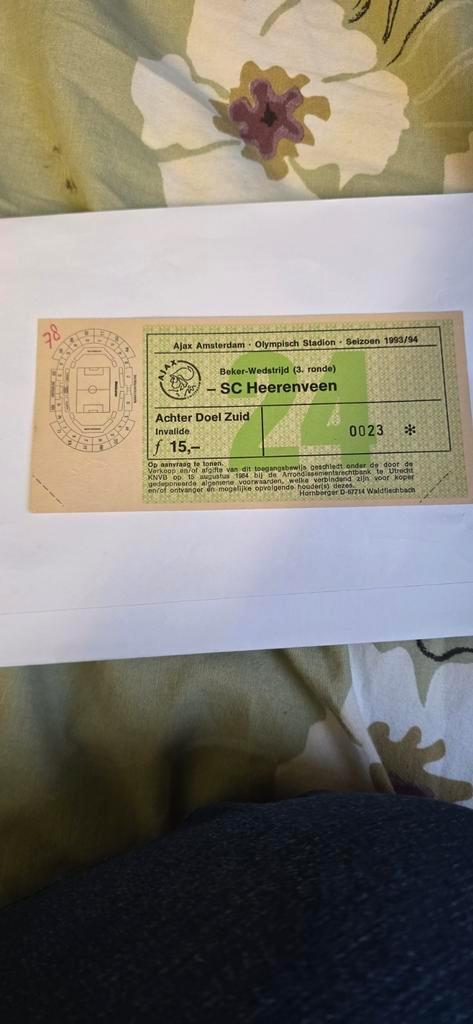 78
Ajax Amsterdam · Olympisch Stadion · Seizoen 1993/94
AJAX
Beker-Wedstrijd (3. ronde)
– SC Heerenveen
24
Achter Doel Zuid
Invalide
ƒ 15,–
0023 *
Op aanvraag te tonen.
Verkoop en/of afgifte van dit toegangsbewijs geschiedt onder de door de
KNVB op 15 augustus 1984 bij de Arrondissementsrechtbank te Utrecht
gedeponeerde algemene voorwaarden, welke verbindend zijn voor koper
en/of ontvanger en mogelijke opvolgende houder(s) dezes.
Hornberger D-67714 Waldfischbach